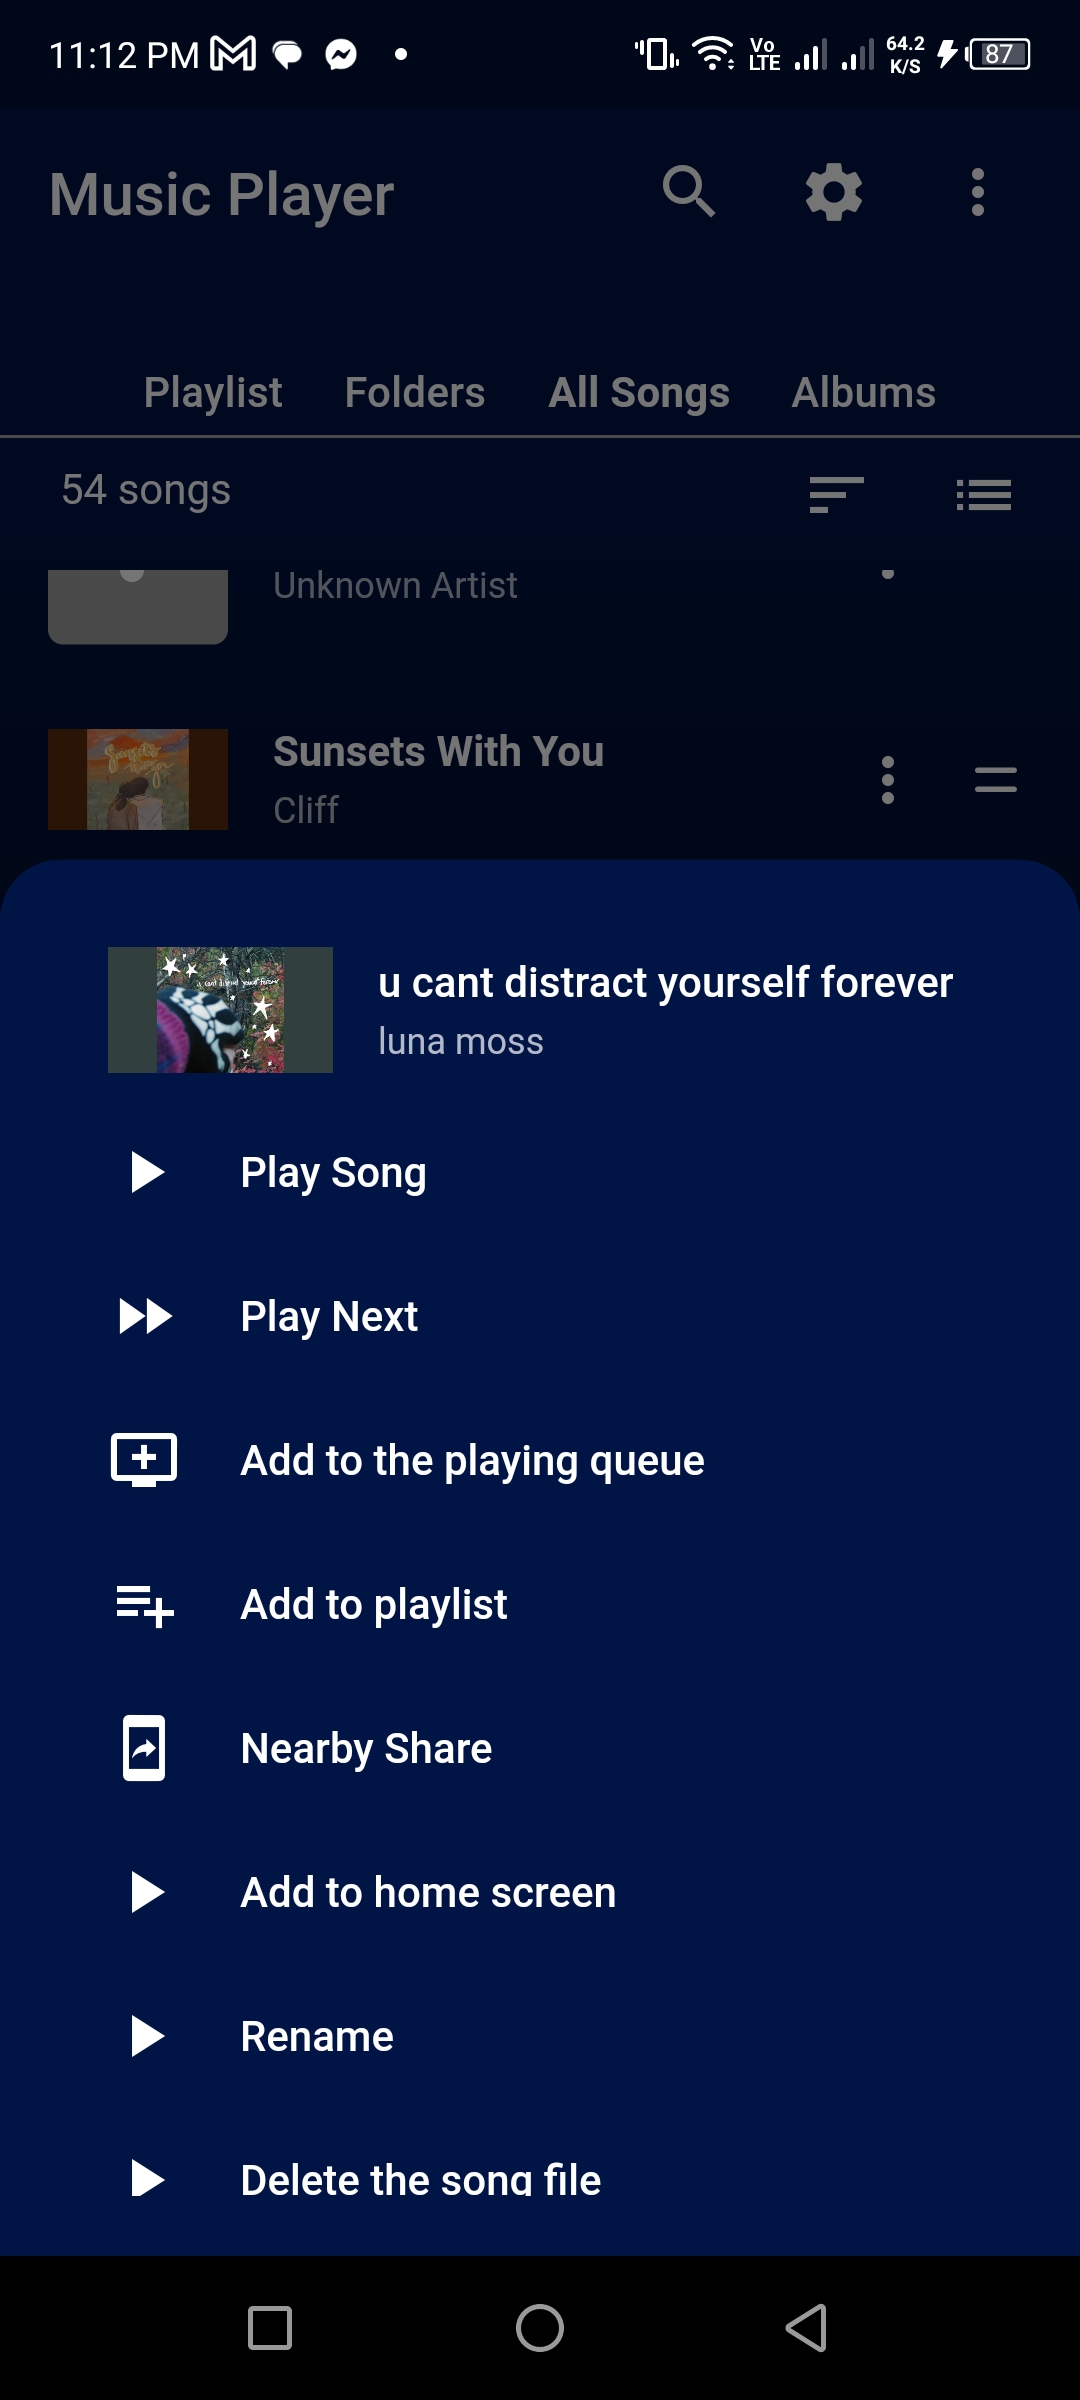 11:12 PM
Vo LTE
64.2 K/S
87
Music Player
Playlist Folders All Songs Albums
54 songs
Unknown Artist
Sunsets With You
Cliff
u cant distract yourself forever
luna moss
Play Song
Play Next
Add to the playing queue
Add to playlist
Nearby Share
Add to home screen
Rename
Delete the song file